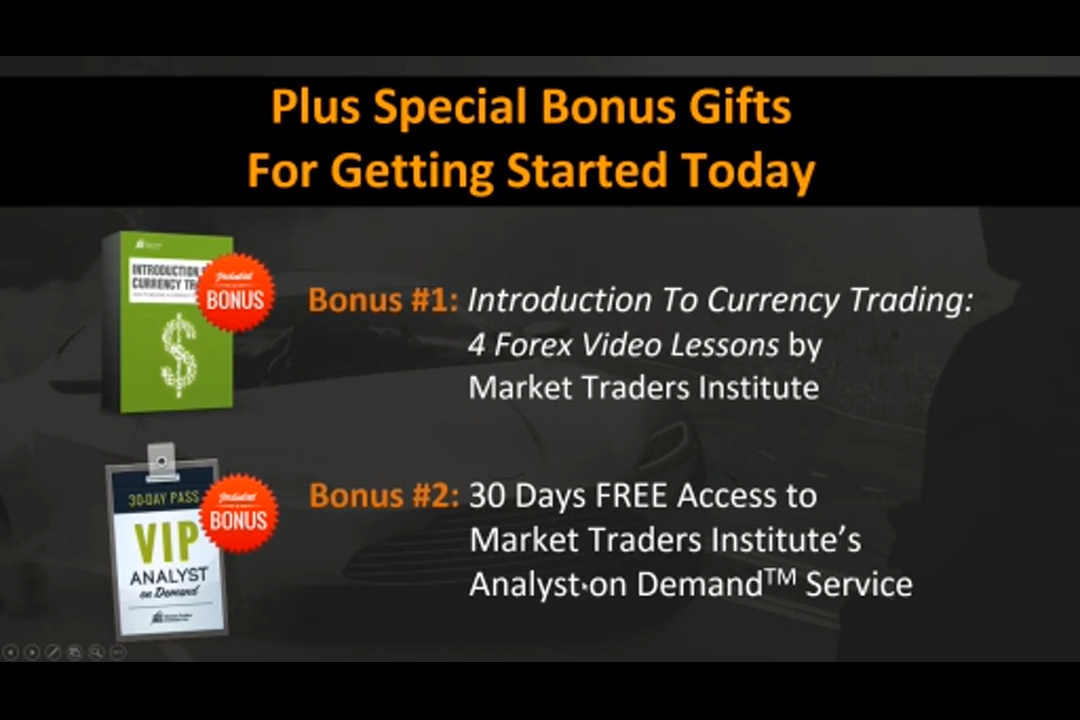 Plus Special Bonus Gifts
For Getting Started Today
INTRODUCTION
CURRENCY
Included
BONUS
Bonus #1: Introduction To Currency Trading:
4 Forex Video Lessons by
Market Traders Institute
30-DAY PASS
VIP
ANALYST
on Demand
Included
BONUS
Bonus #2: 30 Days FREE Access to
Market Traders Institute’s
Analyst on Demand™ Service